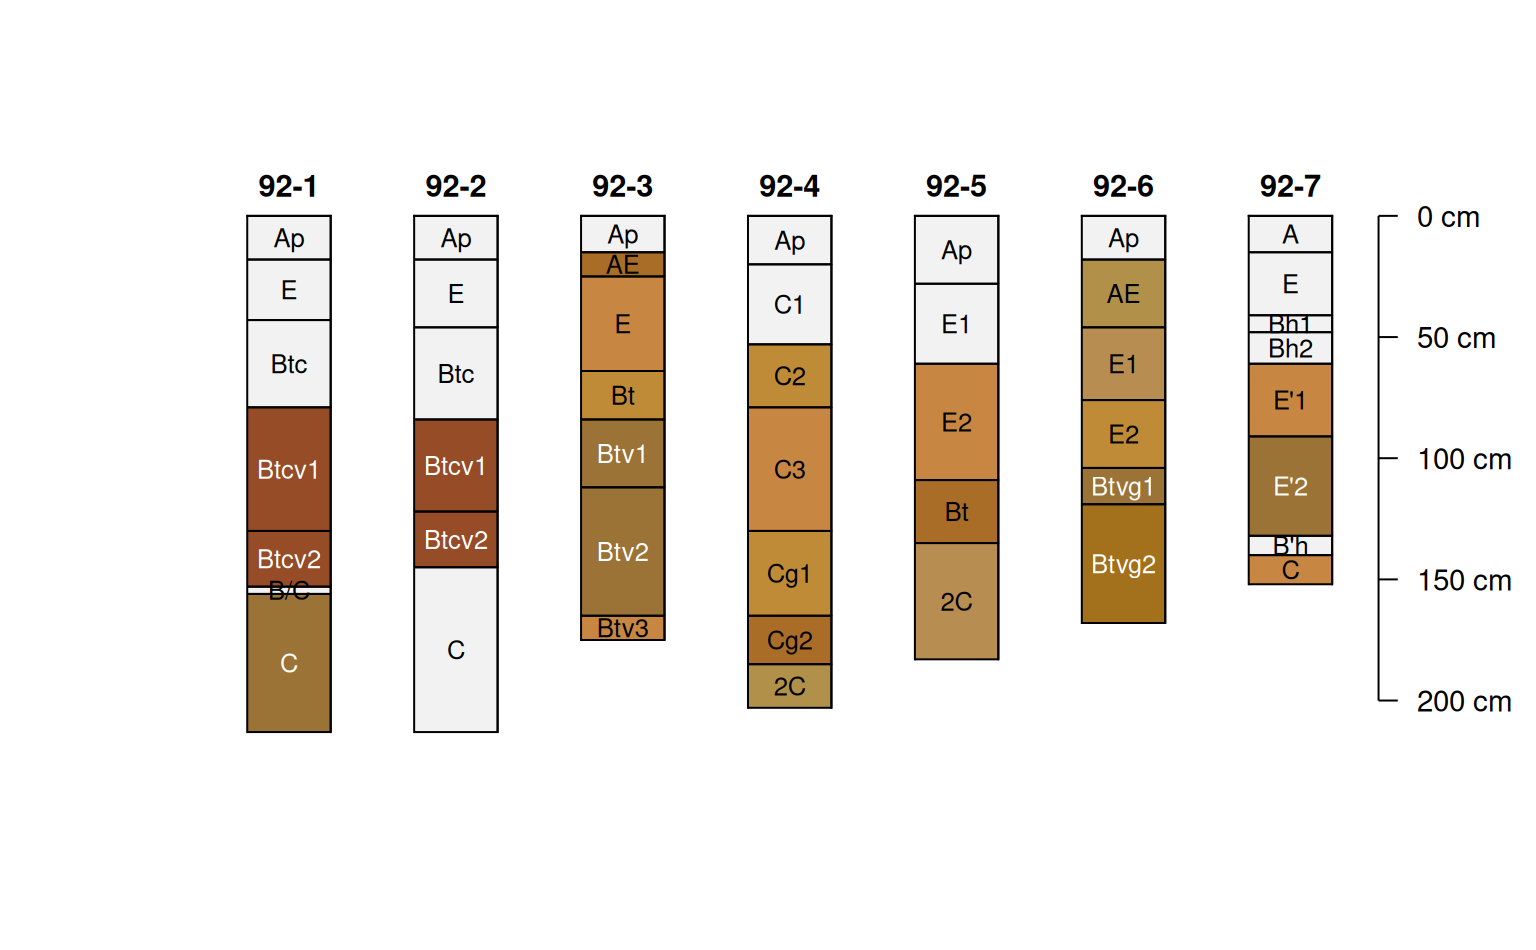 92-1 92-2 92-3 92-4 92-5 92-6 92-7
Ap
E
Btc
Btcv1
Btcv2
B/C
C
Ap
E
Btc
Btcv1
Btcv2
C
Ap
AE
E
Bt
Btv1
Btv2
Btv3
Ap
C1
C2
C3
Cg1
Cg2
2C
Ap
E1
E2
Bt
2C
Ap
AE
E1
E2
Btvg1
Btvg2
A
E
Bh1
Bh2
E'1
E'2
B'h
C
0 cm
50 cm
100 cm
150 cm
200 cm